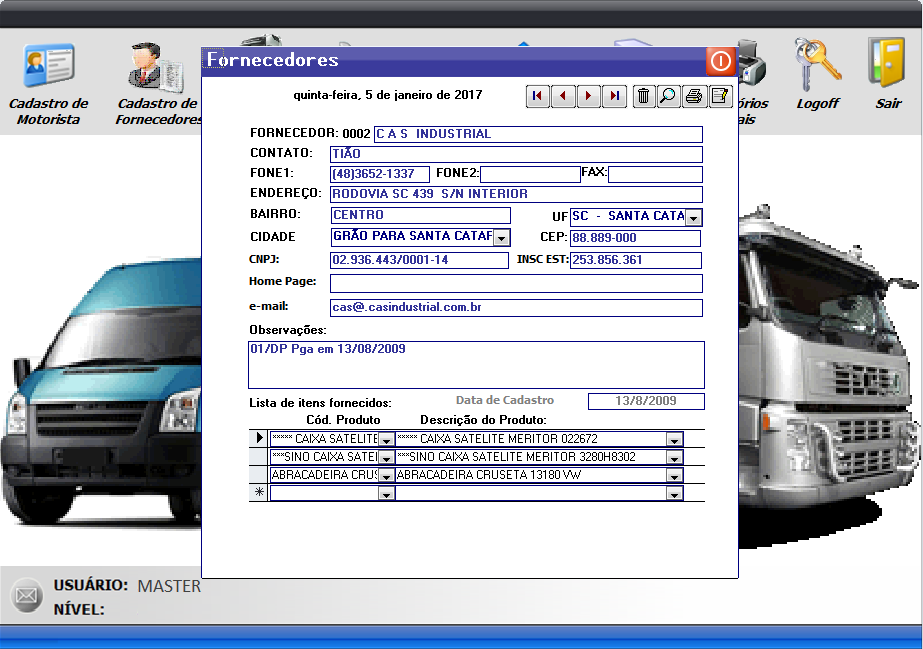 Cadastro de
Motorista
Cadastro de
Fornecedores
Logoff
Sair
Fornecedores
quinta-feira, 5 de janeiro de 2017
FORNECEDOR: 0002 C A S INDUSTRIAL
CONTATO: TIÃO
FONE1: (48)3652-1337 FONE2: FAX:
ENDEREÇO: RODOVIA SC 439 S/N INTERIOR
BAIRRO: CENTRO UF SC - SANTA CATA
CIDADE GRÃO PARA SANTA CATAR CEP: 88.889-000
CNPJ: 02.936.443/0001-14 INSC EST: 253.856.361
Home Page:
e-mail: cas@.casindustrial.com.br
Observações:
01/DP Pga em 13/08/2009
Lista de itens fornecidos: Data de Cadastro 13/8/2009
Cód. Produto Descrição do Produto:
***** CAIXA SATELITE ***** CAIXA SATELITE MERITOR 022672
***SINO CAIXA SATEI ***SINO CAIXA SATELITE MERITOR 3280H8302
ABRACADEIRA CRUS ABRACADEIRA CRUSETA 13180 VW
*
USUÁRIO: MASTER
NÍVEL: